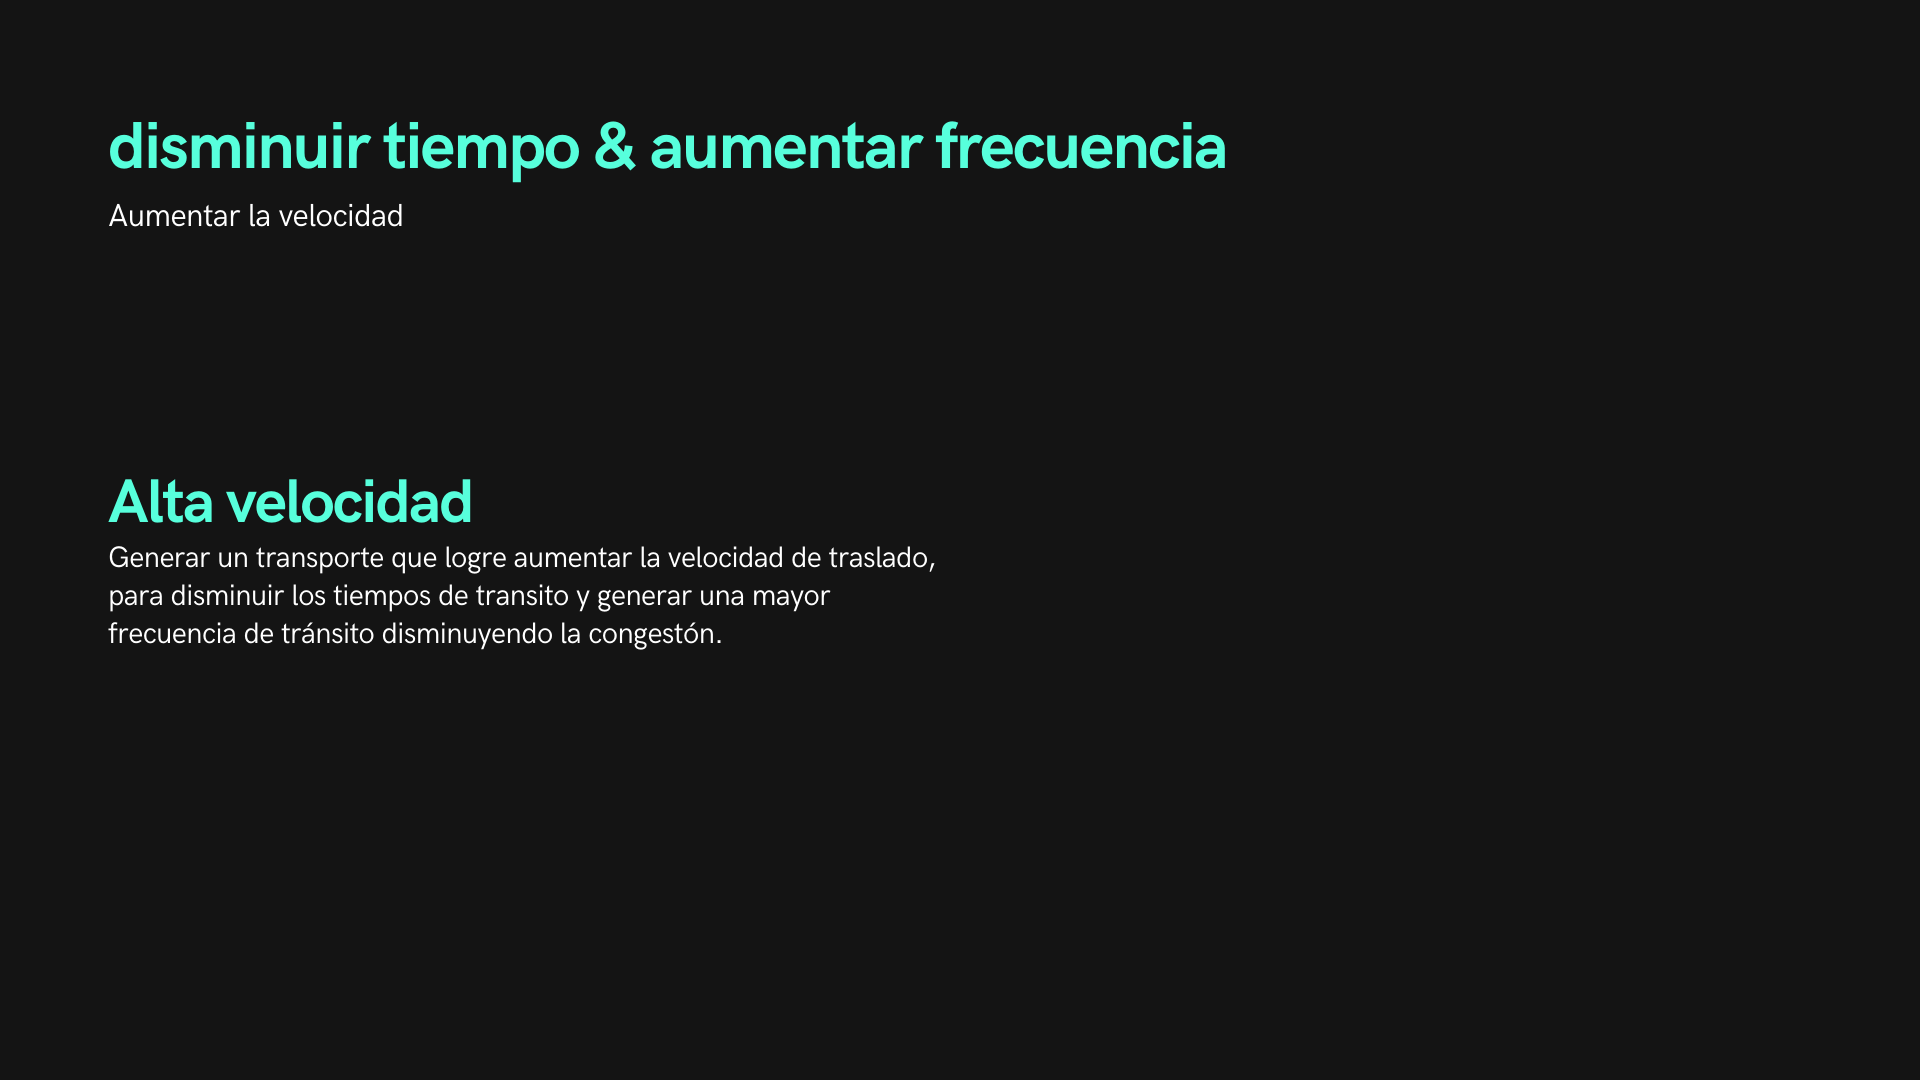 disminuir tiempo & aumentar frecuencia
Aumentar la velocidad
Alta velocidad
Generar un transporte que logre aumentar la velocidad de traslado,
para disminuir los tiempos de transito y generar una mayor
frecuencia de tránsito disminuyendo la congestón.